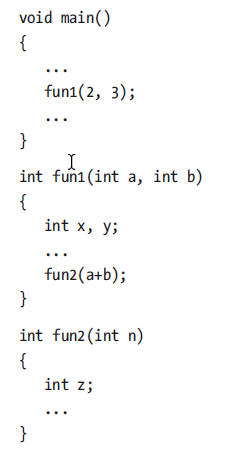 void main()
{
...
fun1(2, 3);
...
}
int fun1(int a, int b)
{
int x, y;
...
fun2(a+b);
}
int fun2(int n)
{
int z;
...
}